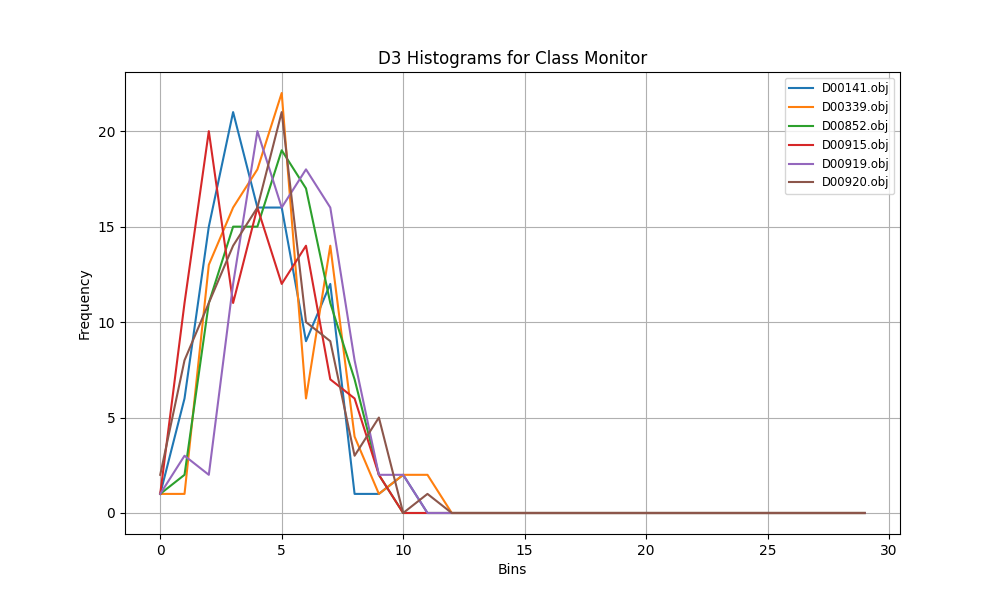 D3 Histograms for Class Monitor
D00141.obj
D00339.obj
D00852.obj
D00915.obj
D00919.obj
D00920.obj
Frequency
20
15
10
5
0
0 5 10 15 20 25 30
Bins